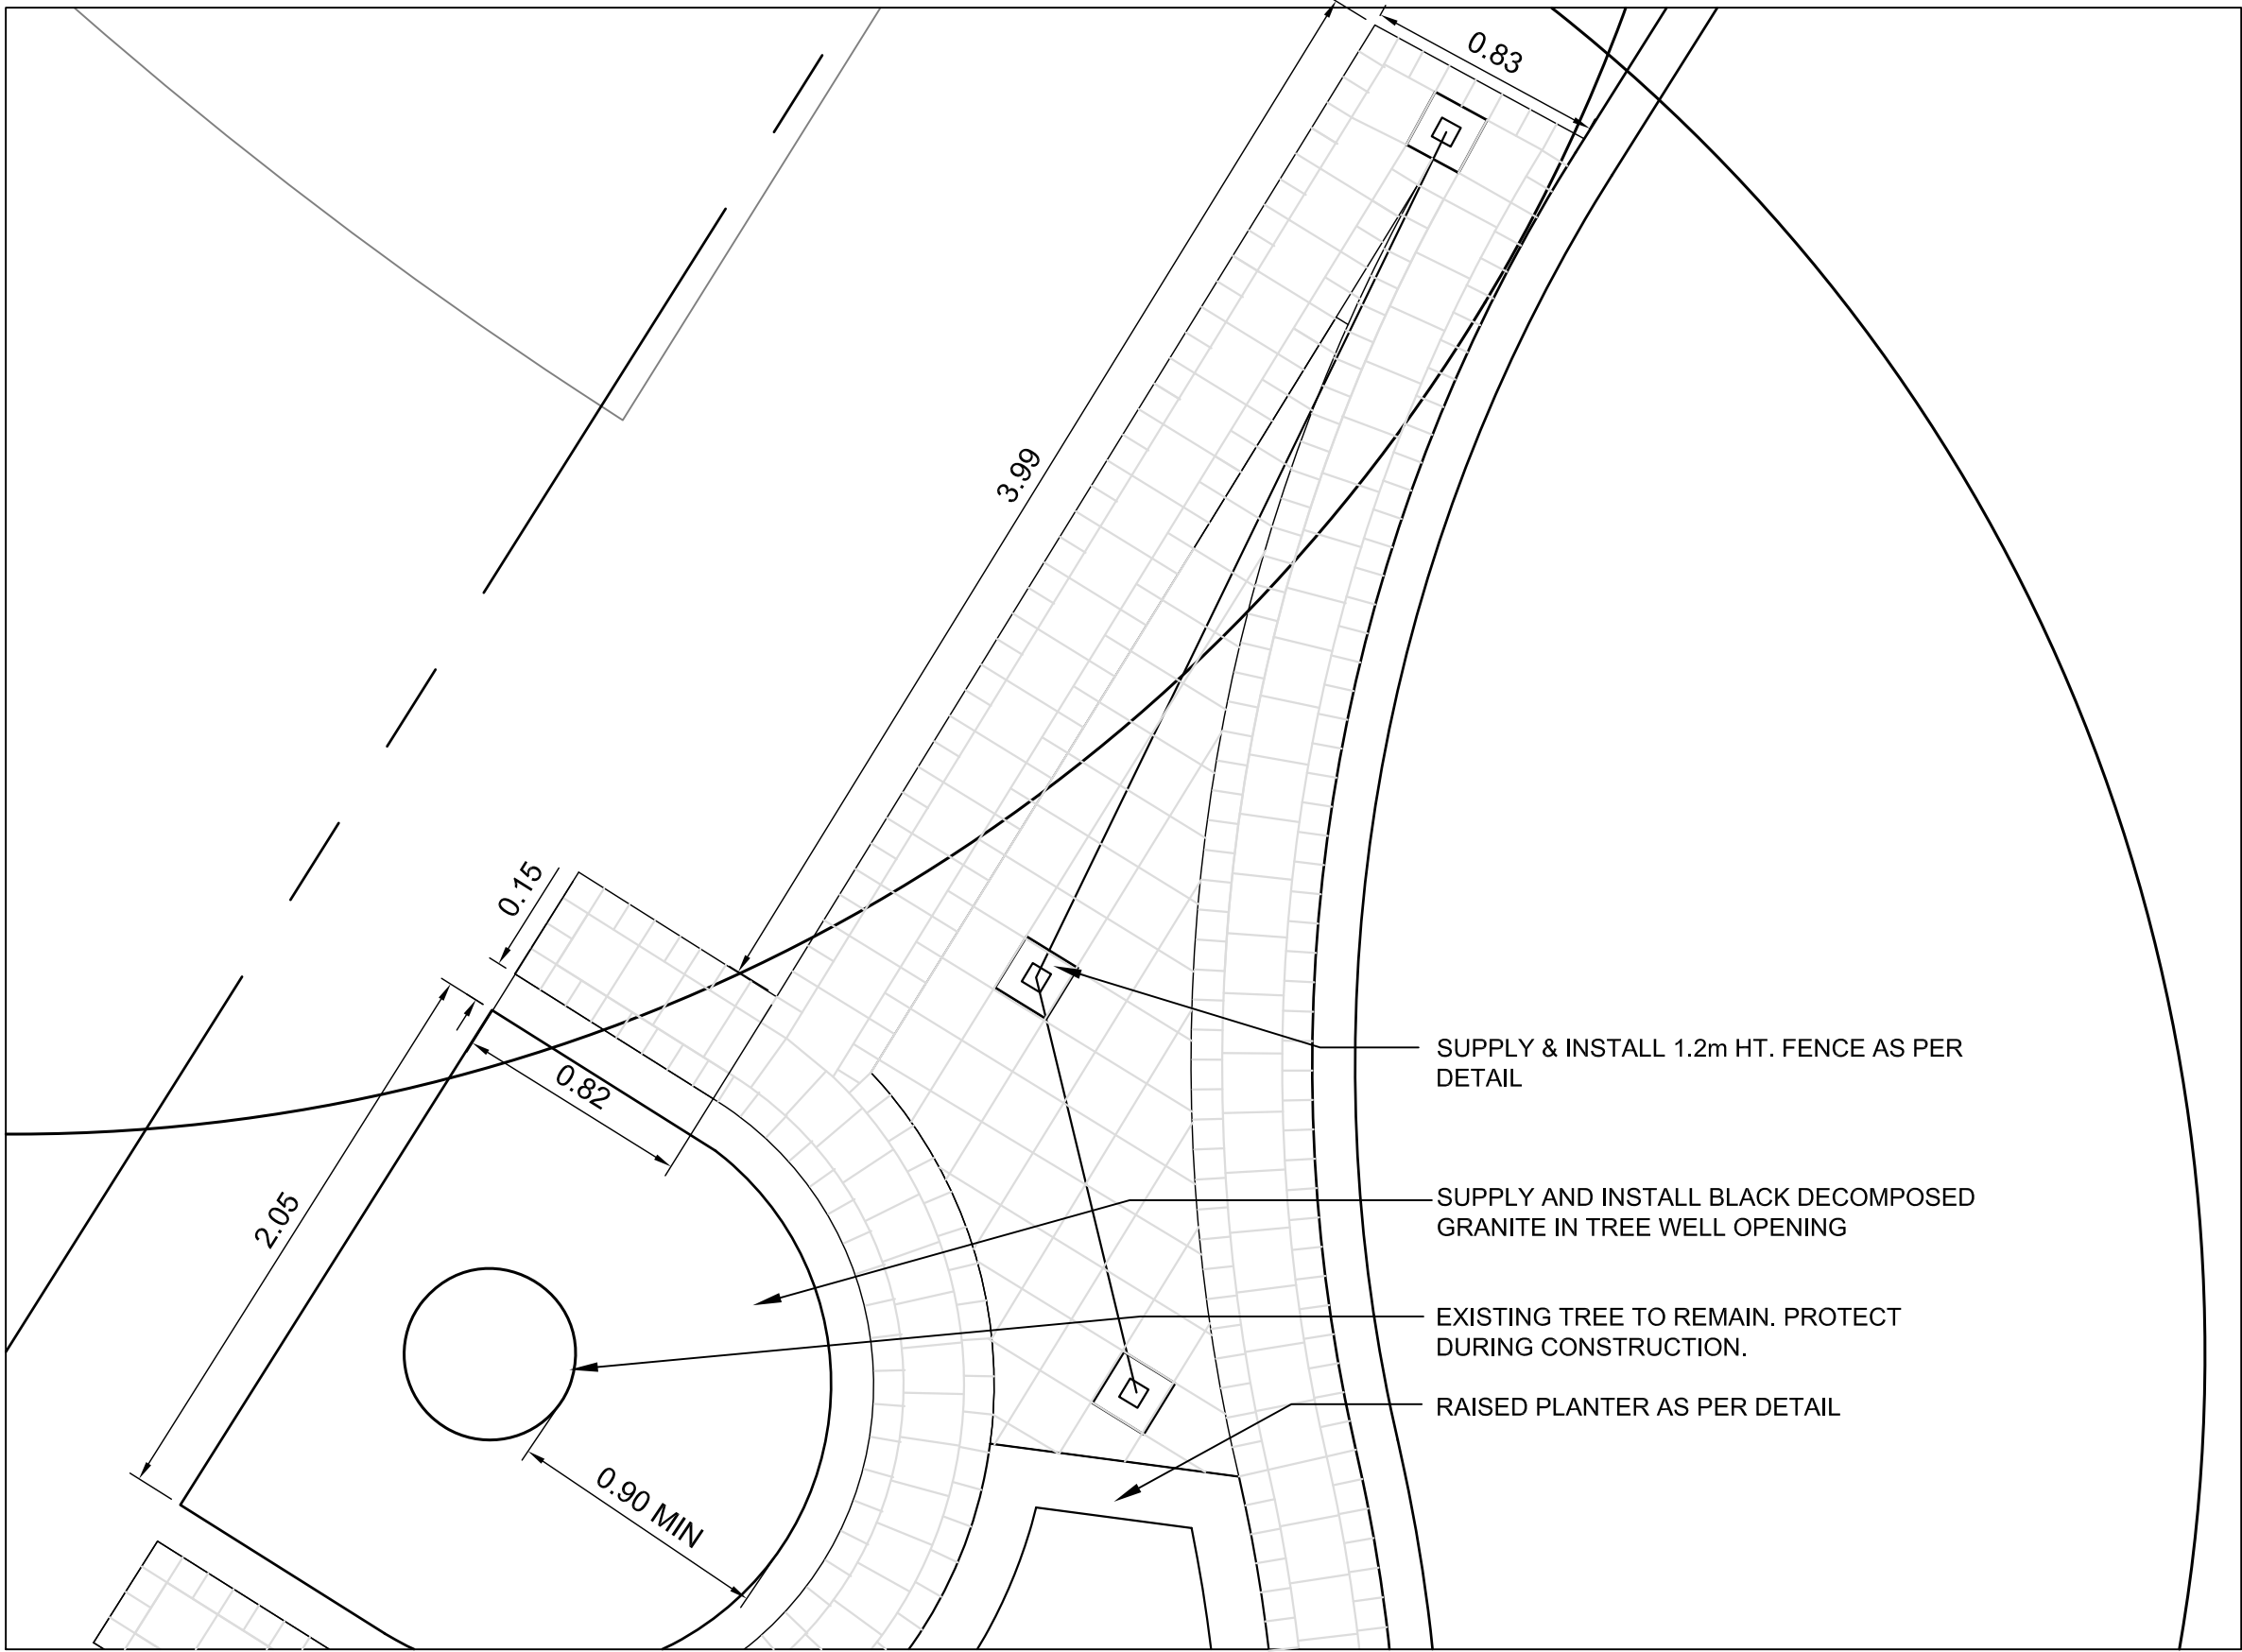 0.83
3.99
0.15
0.82
2.05
0.90 MIN
SUPPLY & INSTALL 1.2m HT. FENCE AS PER
DETAIL
SUPPLY AND INSTALL BLACK DECOMPOSED
GRANITE IN TREE WELL OPENING
EXISTING TREE TO REMAIN. PROTECT
DURING CONSTRUCTION.
RAISED PLANTER AS PER DETAIL